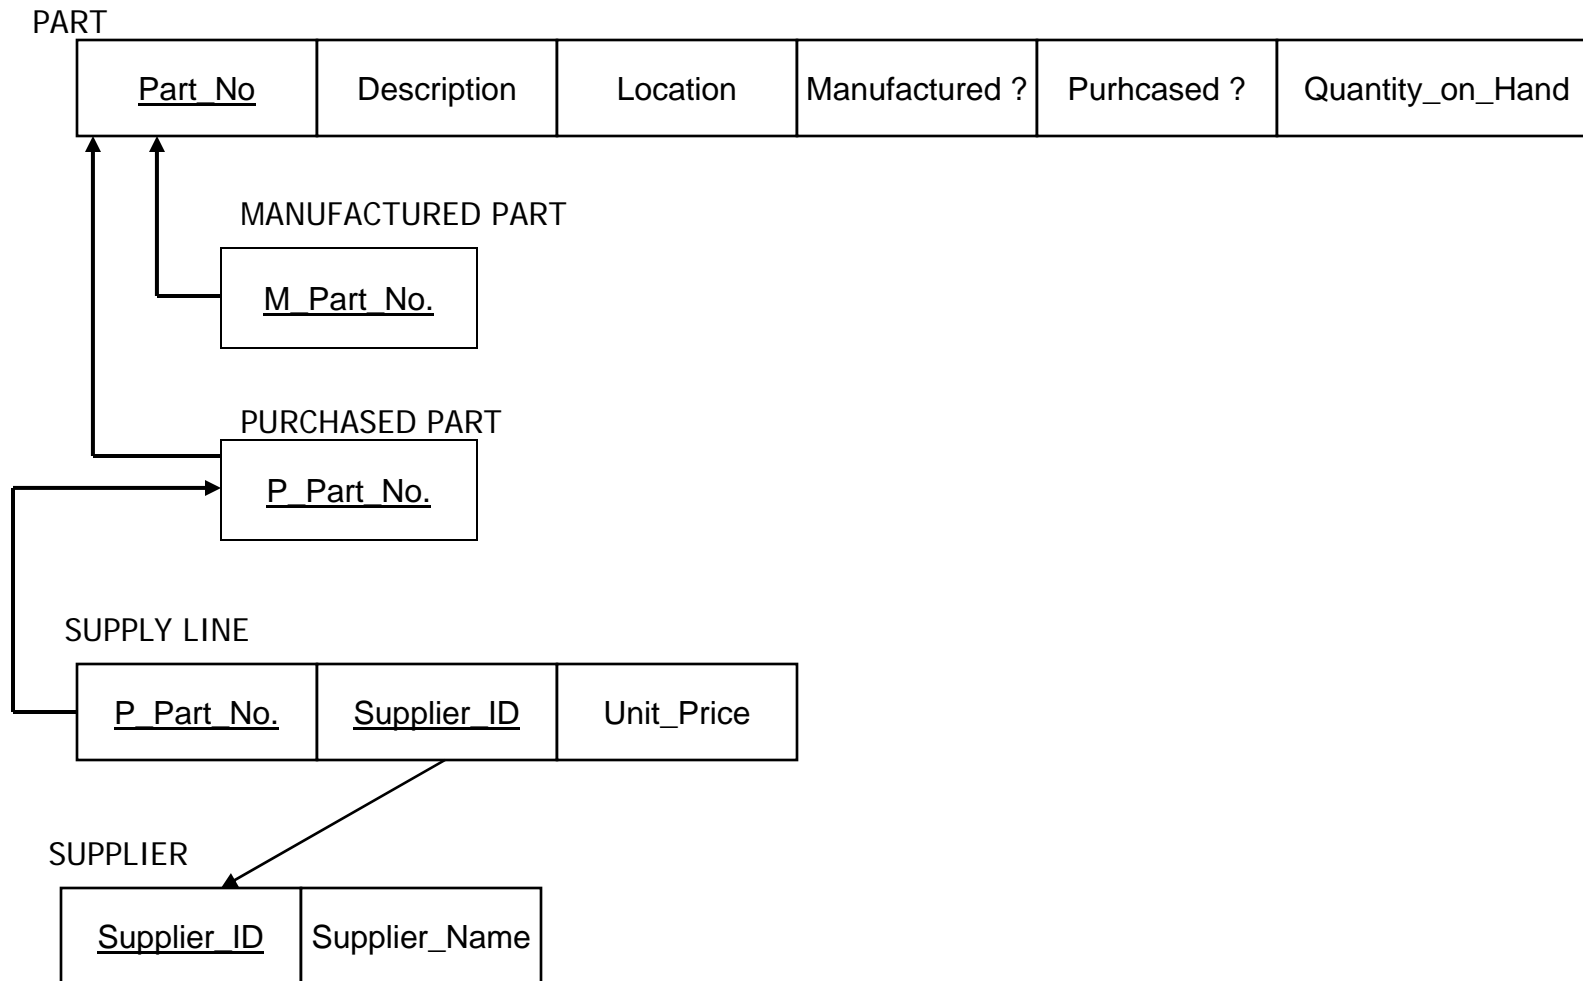 PART
Part_No Description Location Manufactured ? Purhcased ? Quantity_on_Hand
MANUFACTURED PART
M_Part_No.
PURCHASED PART
P_Part_No.
SUPPLY LINE
P_Part_No. Supplier_ID Unit_Price
SUPPLIER
Supplier_ID Supplier_Name